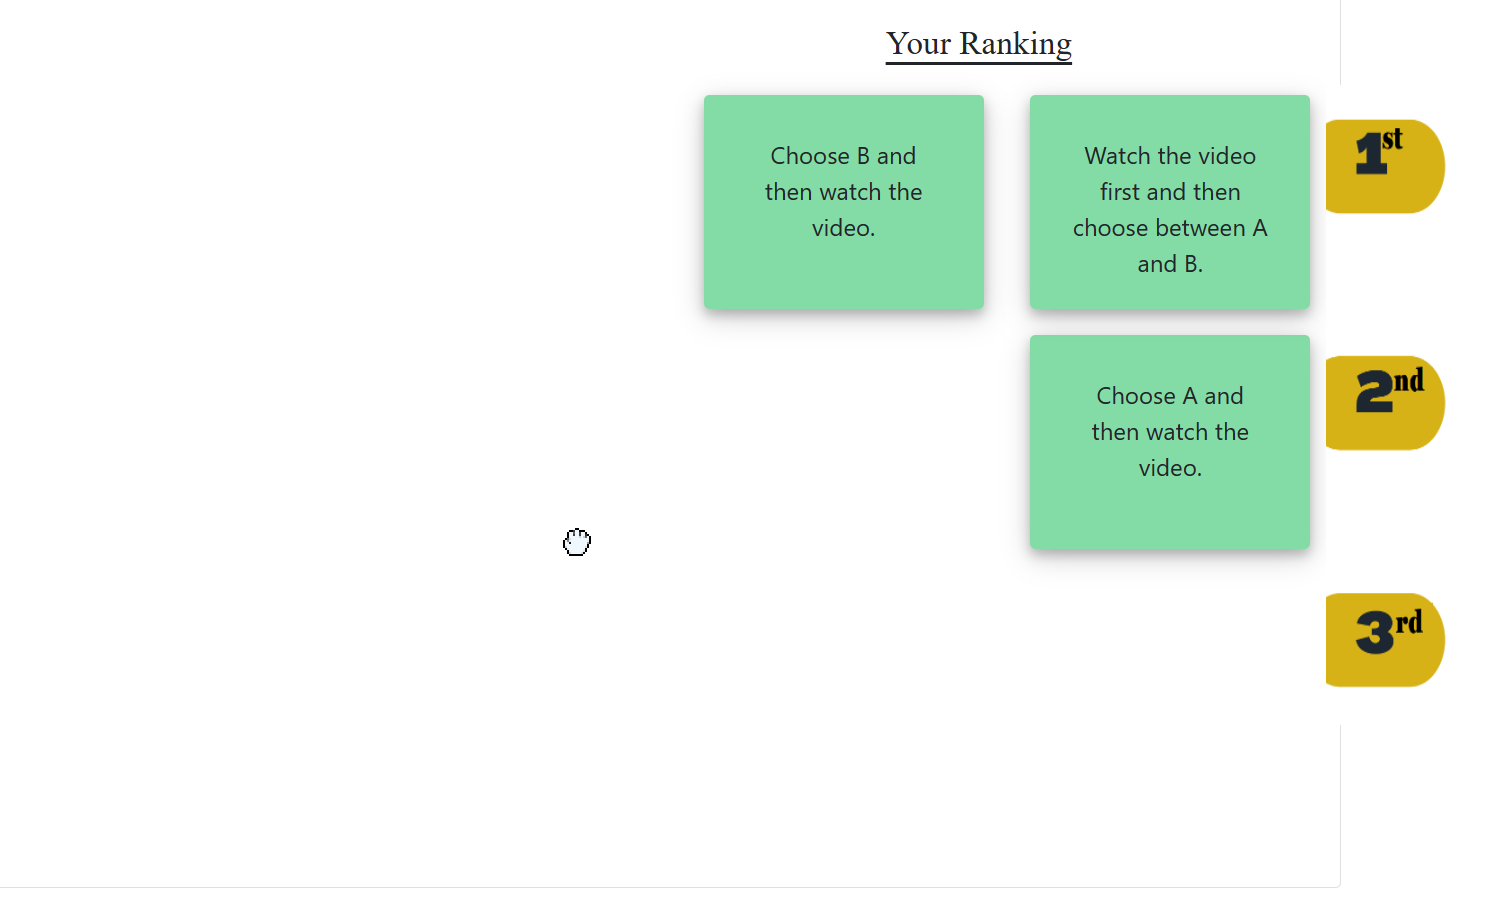 Your Ranking
Choose B and
then watch the
video.
Watch the video
first and then
choose between A
and B.
1st
Choose A and
then watch the
video.
2nd
3rd